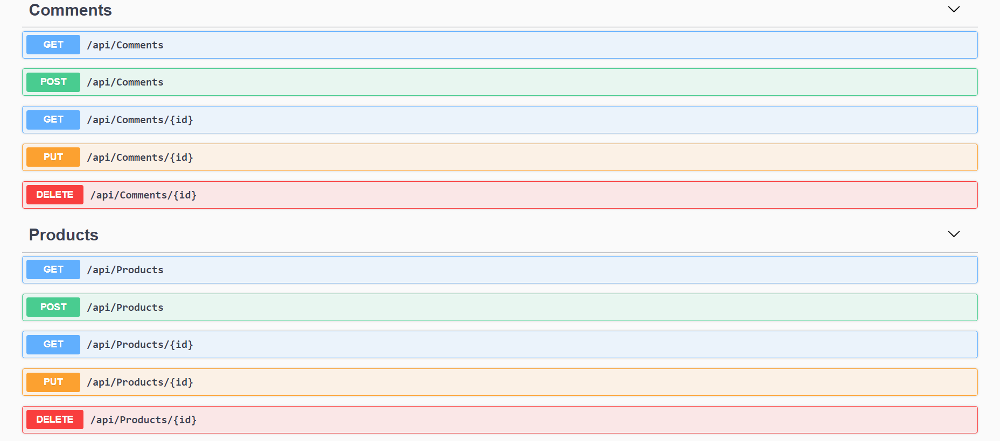 Comments
GET /api/Comments
POST /api/Comments
GET /api/Comments/{id}
PUT /api/Comments/{id}
DELETE /api/Comments/{id}
Products
GET /api/Products
POST /api/Products
GET /api/Products/{id}
PUT /api/Products/{id}
DELETE /api/Products/{id}